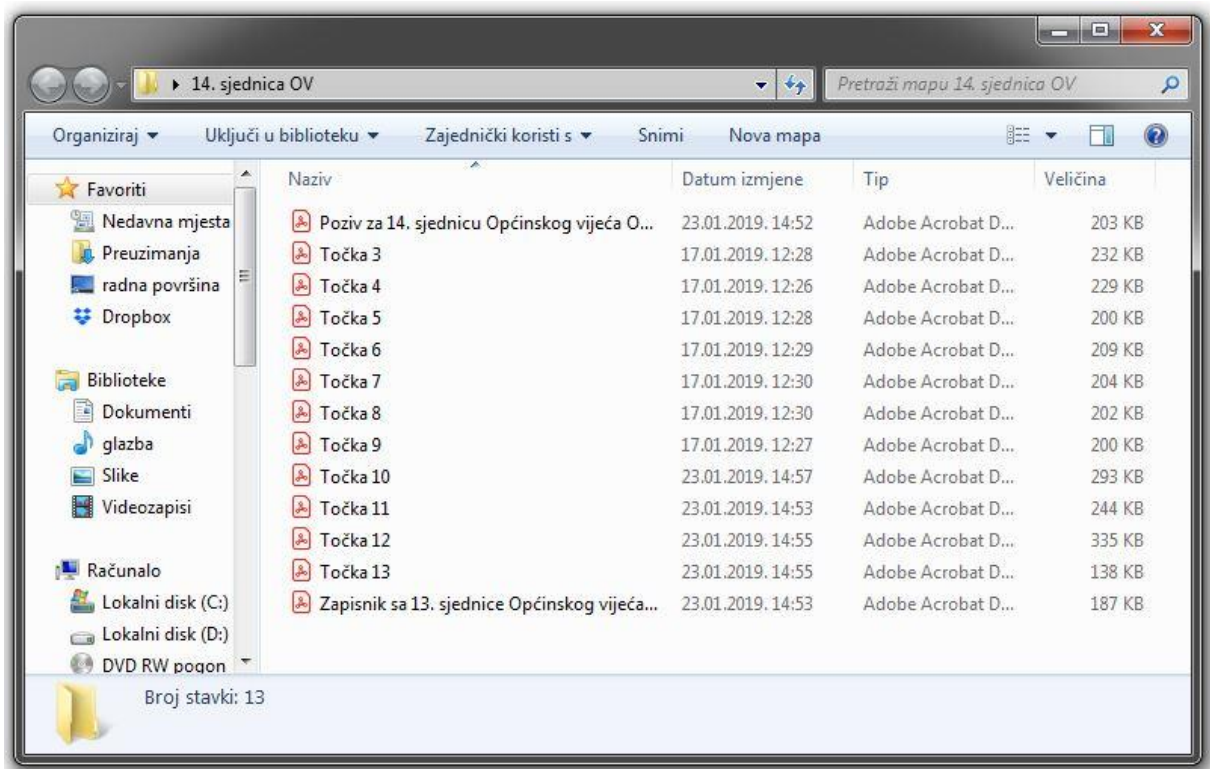 14. sjednica OV
Pretraži mapu 14. sjednica OV
Organiziraj Uključi u biblioteku Zajednički koristi s Snimi Nova mapa
Favoriti
Nedavna mjesta
Preuzimanja
radna površina
Dropbox
Biblioteke
Dokumenti
glazba
Slike
Videozapisi
Računalo
Lokalni disk (C:)
Lokalni disk (D:)
DVD RW pogon
Naziv Datum izmjene Tip Veličina
Poziv za 14. sjednicu Općinskog vijeća O... 23.01.2019. 14:52 Adobe Acrobat D... 203 KB
Točka 3 17.01.2019. 12:28 Adobe Acrobat D... 232 KB
Točka 4 17.01.2019. 12:26 Adobe Acrobat D... 229 KB
Točka 5 17.01.2019. 12:28 Adobe Acrobat D... 200 KB
Točka 6 17.01.2019. 12:29 Adobe Acrobat D... 209 KB
Točka 7 17.01.2019. 12:30 Adobe Acrobat D... 204 KB
Točka 8 17.01.2019. 12:30 Adobe Acrobat D... 202 KB
Točka 9 17.01.2019. 12:27 Adobe Acrobat D... 200 KB
Točka 10 23.01.2019. 14:57 Adobe Acrobat D... 293 KB
Točka 11 23.01.2019. 14:53 Adobe Acrobat D... 244 KB
Točka 12 23.01.2019. 14:55 Adobe Acrobat D... 335 KB
Točka 13 23.01.2019. 14:55 Adobe Acrobat D... 138 KB
Zapisnik sa 13. sjednice Općinskog vijeća... 23.01.2019. 14:53 Adobe Acrobat D... 187 KB
Broj stavki: 13